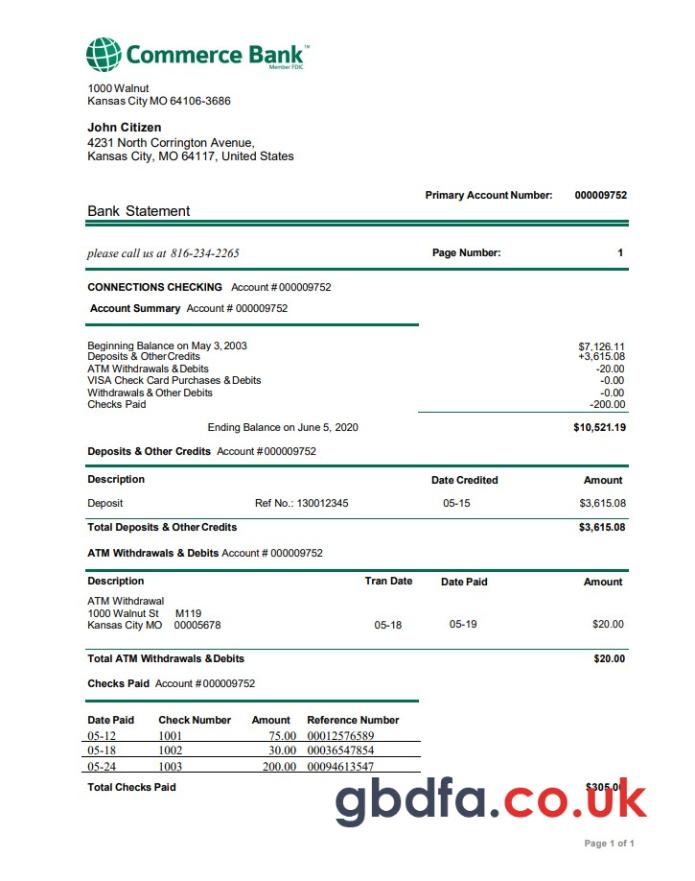 Commerce Bank™
Member FDIC
1000 Walnut
Kansas City MO 64106-3686
John Citizen
4231 North Corrington Avenue,
Kansas City, MO 64117, United States
Primary Account Number: 000009752
Bank Statement
please call us at 816-234-2265 Page Number: 1
CONNECTIONS CHECKING Account # 000009752
Account Summary Account # 000009752
Beginning Balance on May 3, 2003 $7,126.11
Deposits & Other Credits +3,615.08
ATM Withdrawals & Debits -20.00
VISA Check Card Purchases & Debits -0.00
Withdrawals & Other Debits -0.00
Checks Paid -200.00
Ending Balance on June 5, 2020 $10,521.19
Deposits & Other Credits Account # 000009752
Description Date Credited Amount
Deposit Ref No.: 130012345 05-15 $3,615.08
Total Deposits & Other Credits $3,615.08
ATM Withdrawals & Debits Account # 000009752
Description Tran Date Date Paid Amount
ATM Withdrawal
1000 Walnut St M119
Kansas City MO 00005678 05-18 05-19 $20.00
Total ATM Withdrawals & Debits $20.00
Checks Paid Account # 000009752
Date Paid Check Number Amount Reference Number
05-12 1001 75.00 00012576589
05-18 1002 30.00 00036547854
05-24 1003 200.00 00094613547
Total Checks Paid $305.00
gbdfa.co.uk
Page 1 of 1